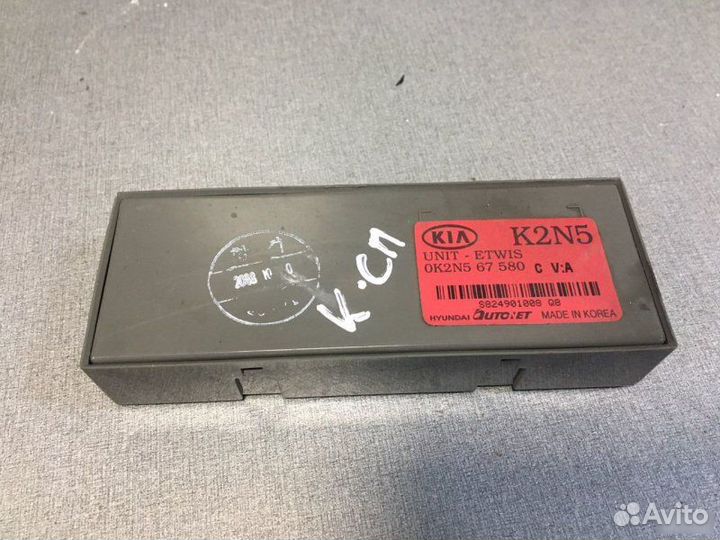 KIA K2N5
UNIT - ETWIS
0K2N5 67 580 C V:A
S824901008 Q8
HYUNDAI AUTONET MADE IN KOREA
К.СП
Avito